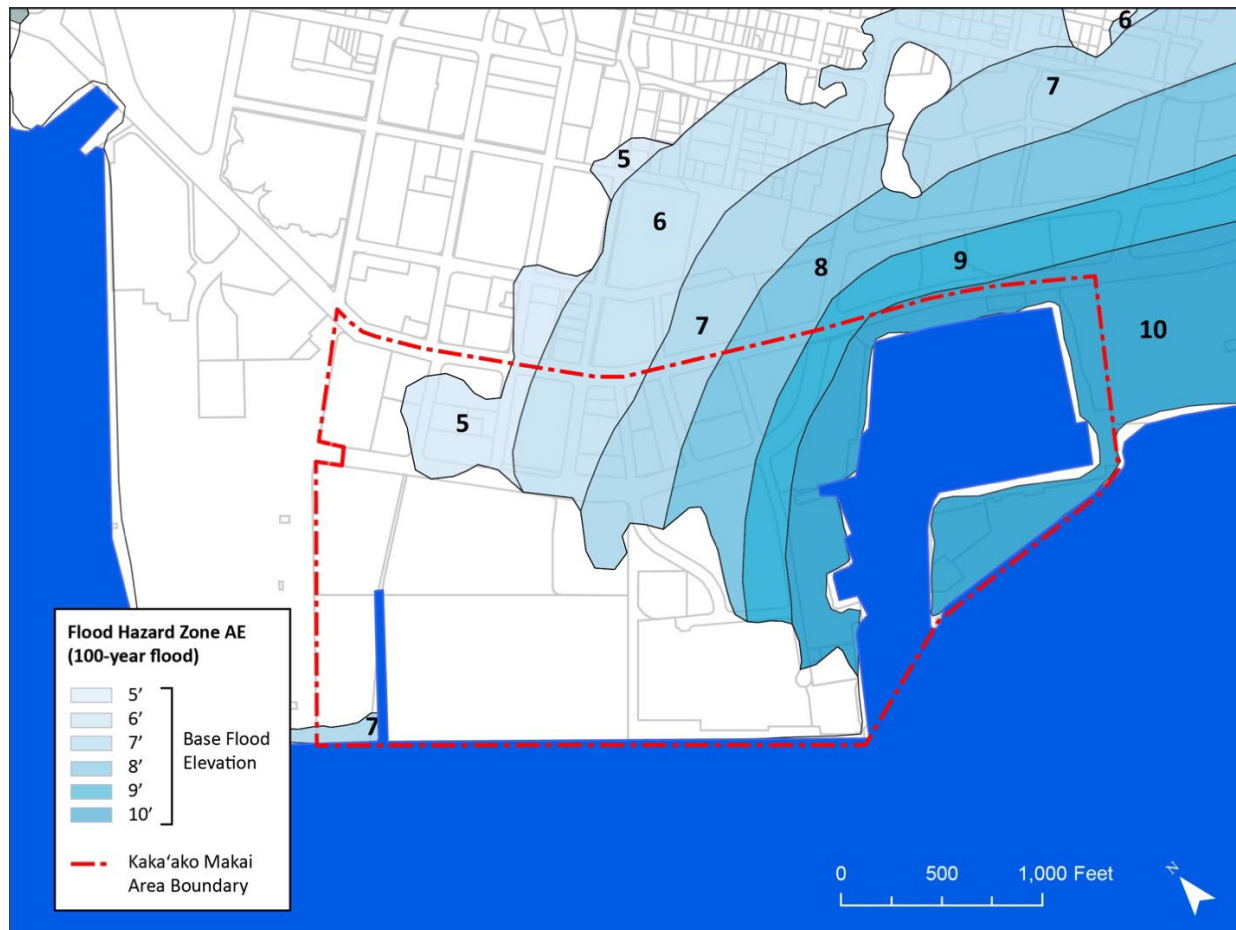 6
7
5
6
8
9
7
10
5
7
Flood Hazard Zone AE
(100-year flood)
5’
6’
7’
8’
9’
10’
Base Flood
Elevation
Kaka‘ako Makai
Area Boundary
0 500 1,000 Feet
N